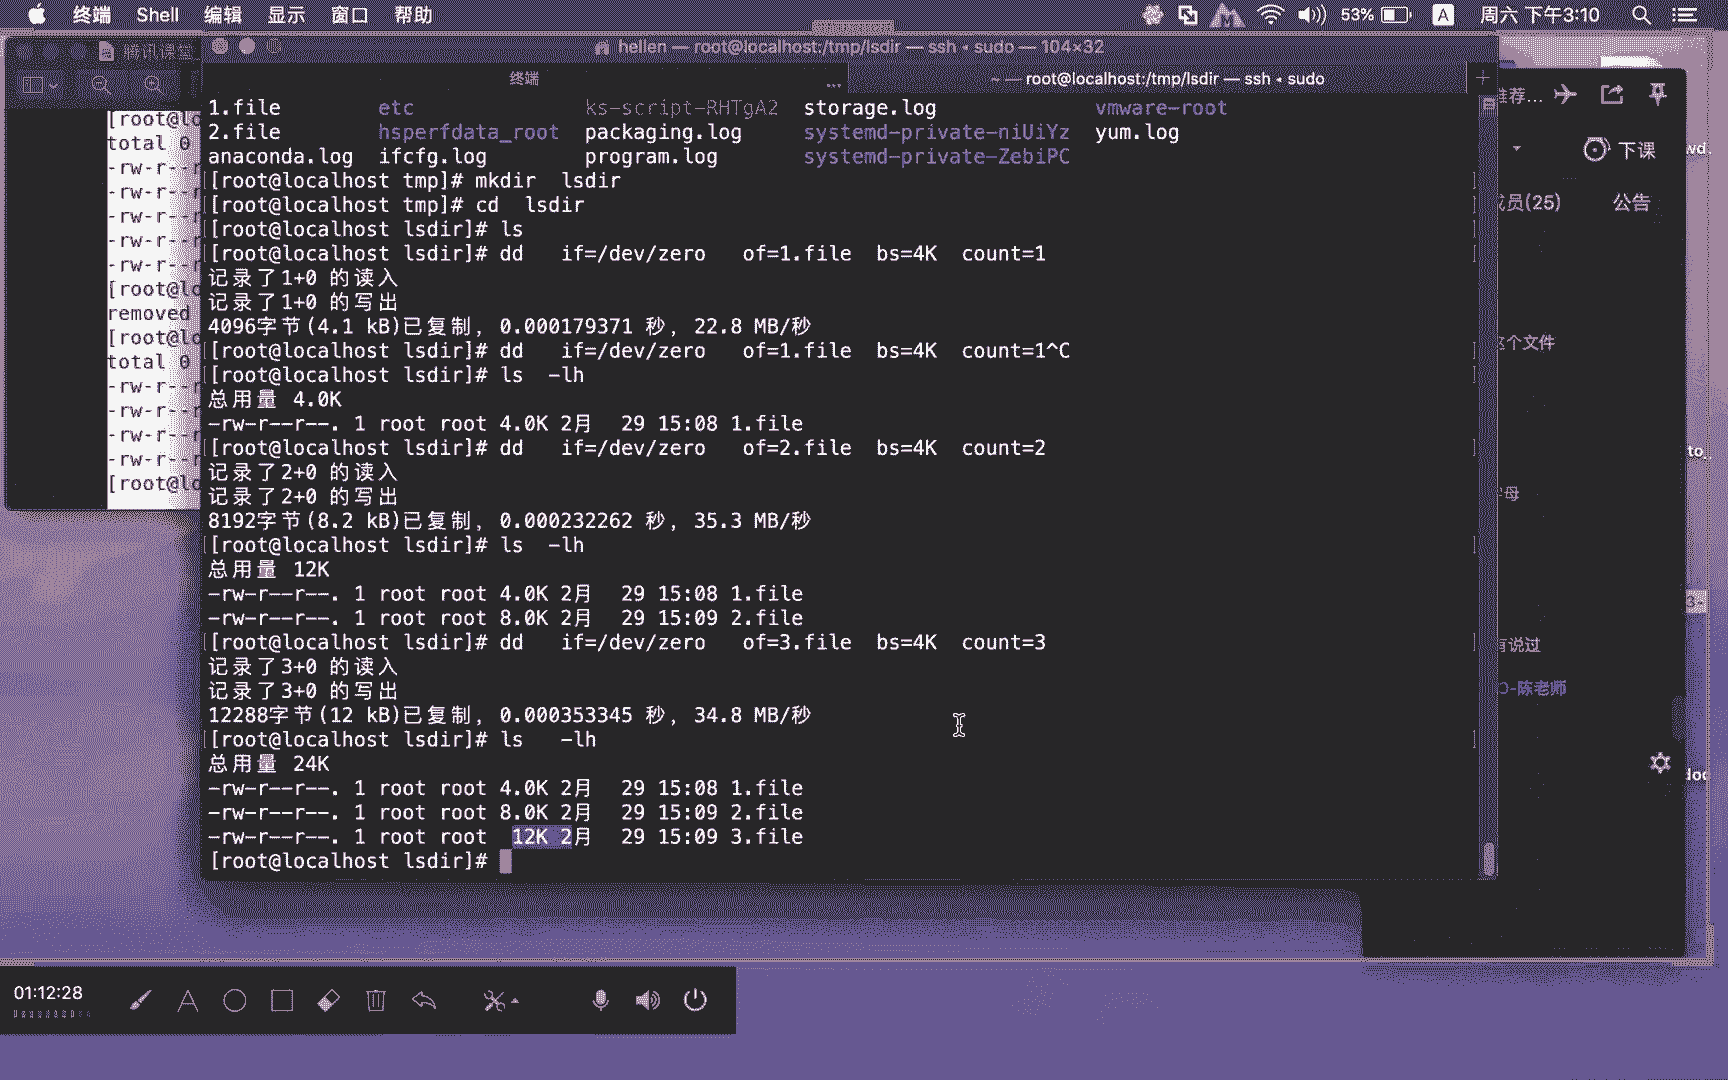 终端 Shell 编辑 显示 窗口 帮助 53% A 周六 下午3:10
腾讯课堂
hellen — root@localhost:/tmp/lsdir — ssh • sudo — 104×32
终端
~ — root@localhost:/tmp/lsdir — ssh • sudo
+
1.file etc ks-script-RHTgA2 storage.log vmware-root
2.file hsperfdata_root packaging.log systemd-private-niUiYz yum.log
anaconda.log ifcfg.log program.log systemd-private-ZebiPC
[root@localhost tmp]# mkdir  lsdir
[root@localhost tmp]# cd  lsdir
[root@localhost lsdir]# ls
[root@localhost lsdir]# dd   if=/dev/zero   of=1.file  bs=4K  count=1
记录了1+0 的读入
记录了1+0 的写出
4096字节(4.1 kB)已复制, 0.000179371 秒, 22.8 MB/秒
[root@localhost lsdir]# dd   if=/dev/zero   of=1.file  bs=4K  count=1^C
[root@localhost lsdir]# ls  -lh
总用量 4.0K
-rw-r--r--. 1 root root 4.0K 2月  29 15:08 1.file
[root@localhost lsdir]# dd   if=/dev/zero   of=2.file  bs=4K  count=2
记录了2+0 的读入
记录了2+0 的写出
8192字节(8.2 kB)已复制, 0.000232262 秒, 35.3 MB/秒
[root@localhost lsdir]# ls  -lh
总用量 12K
-rw-r--r--. 1 root root 4.0K 2月  29 15:08 1.file
-rw-r--r--. 1 root root 8.0K 2月  29 15:09 2.file
[root@localhost lsdir]# dd   if=/dev/zero   of=3.file  bs=4K  count=3
记录了3+0 的读入
记录了3+0 的写出
12288字节(12 kB)已复制, 0.000353345 秒, 34.8 MB/秒
[root@localhost lsdir]# ls   -lh
总用量 24K
-rw-r--r--. 1 root root 4.0K 2月  29 15:08 1.file
-rw-r--r--. 1 root root 8.0K 2月  29 15:09 2.file
-rw-r--r--. 1 root root  12K 2月  29 15:09 3.file
[root@localhost lsdir]#
[root@lo
total 0
-rw-r--r
-rw-r--r
-rw-r--r
-rw-r--r
-rw-r--r
[root@lo
removed
[root@lo
total 0
-rw-r--
-rw-r--
-rw-r--
-rw-r--
[root@lo
推荐...
下课
员(25) 公告
这个文件
字母
有说过
-陈老师
01:12:28